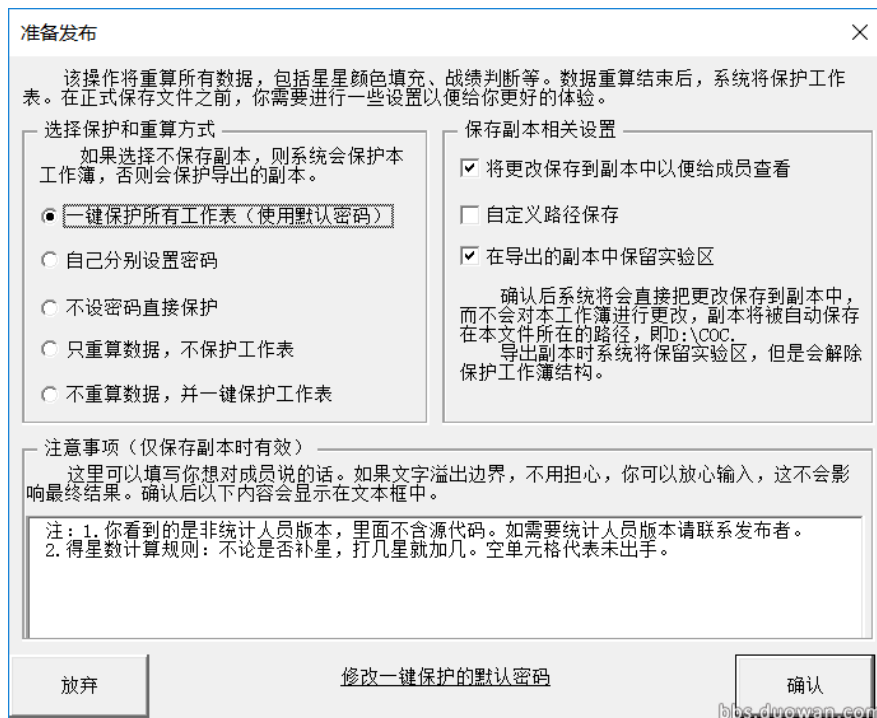 准备发布
该操作将重算所有数据，包括星星颜色填充、战绩判断等。数据重算结束后，系统将保护工作
表。在正式保存文件之前，你需要进行一些设置以便给你更好的体验。
选择保护和重算方式
如果选择不保存副本，则系统会保护本
工作簿，否则会保护导出的副本。
一键保护所有工作表（使用默认密码）
自己分别设置密码
不设密码直接保护
只重算数据，不保护工作表
不重算数据，并一键保护工作表
保存副本相关设置
将更改保存到副本中以便给成员查看
自定义路径保存
在导出的副本中保留实验区
确认后系统将会直接把更改保存到副本中，
而不会对本工作簿进行更改，副本将被自动保存
在本文件所在的路径，即D:\COC.
导出副本时系统将保留实验区，但是会解除
保护工作簿结构。
注意事项（仅保存副本时有效）
这里可以填写你想对成员说的话。如果文字溢出边界，不用担心，你可以放心输入，这不会影
响最终结果。确认后以下内容会显示在文本框中。
注：1.你看到的是非统计人员版本，里面不含源代码。如需要统计人员版本请联系发布者。
2.得星数计算规则：不论是否补星，打几星就加几。空单元格代表未出手。
放弃
修改一键保护的默认密码
确认
bbs.duowan.com